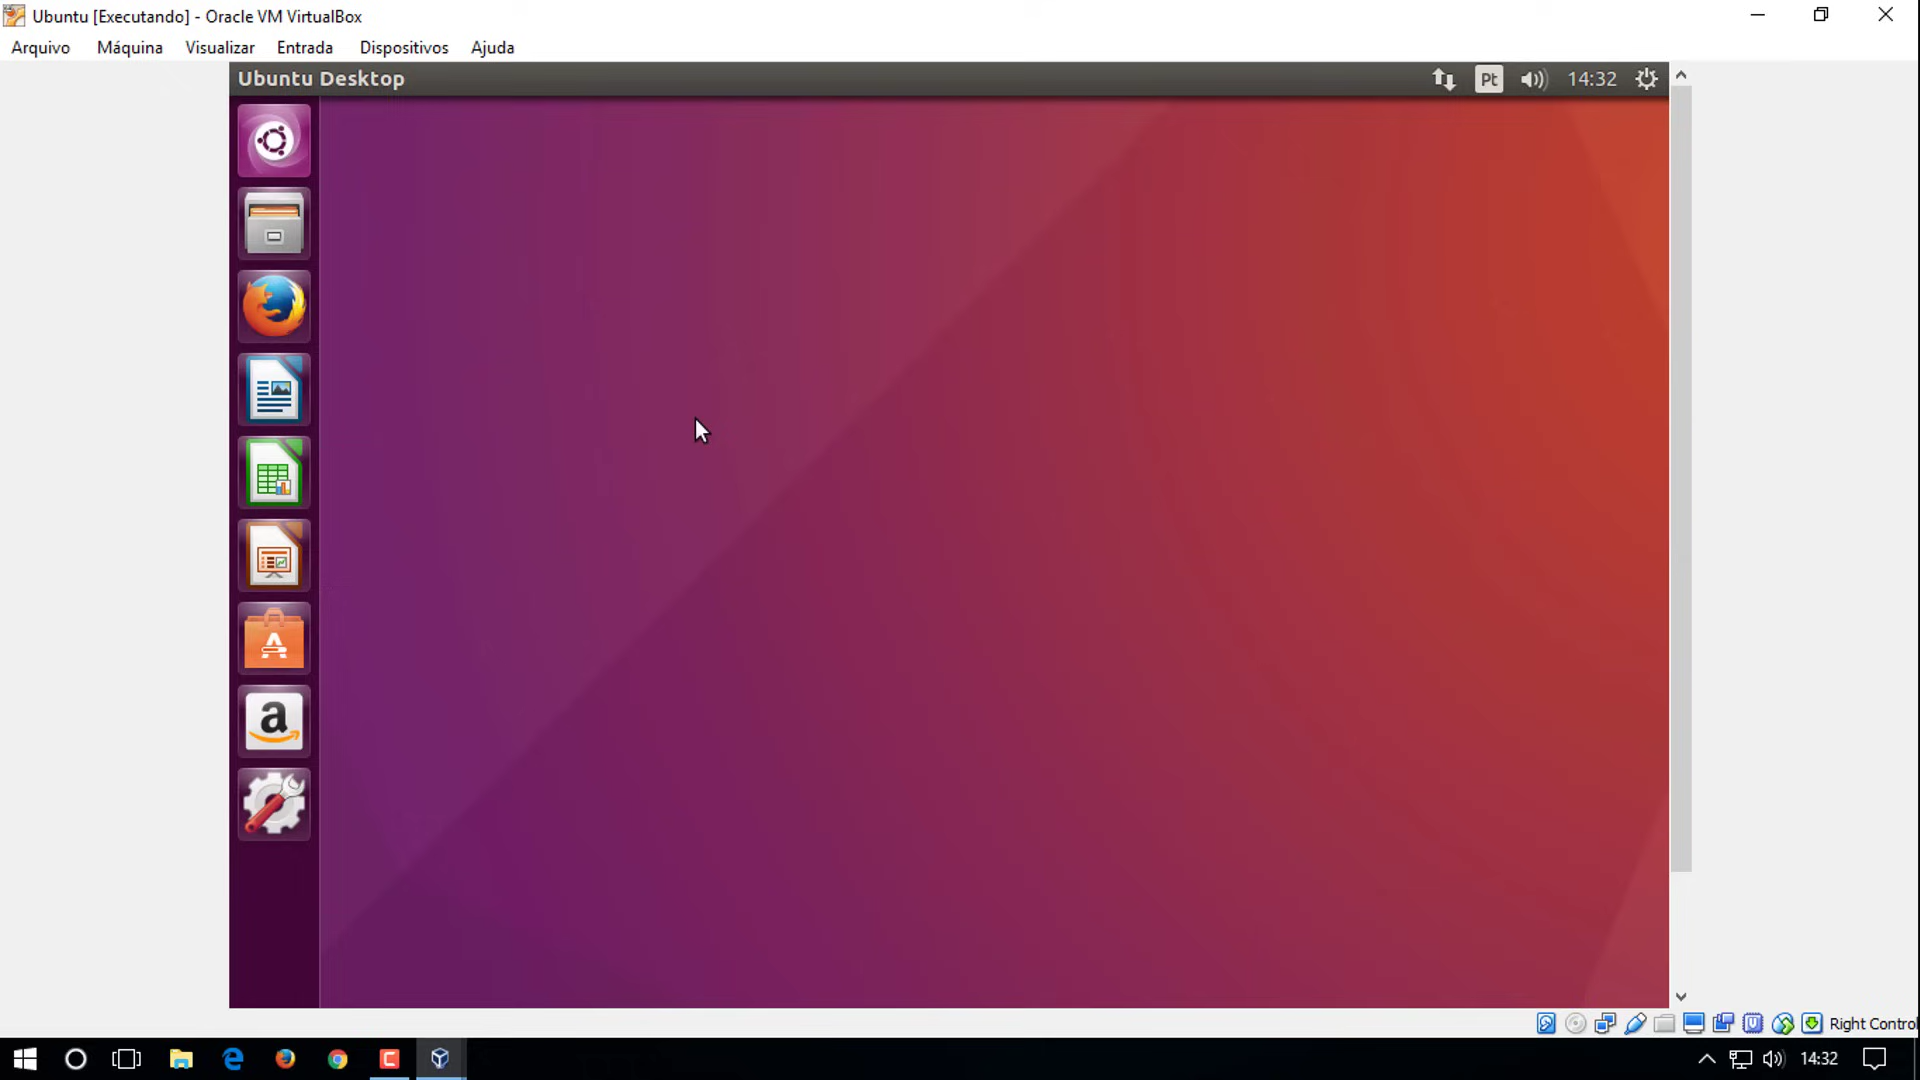 Ubuntu [Executando] - Oracle VM VirtualBox
Arquivo Máquina Visualizar Entrada Dispositivos Ajuda
Ubuntu Desktop Pt 14:32
Right Control
14:32